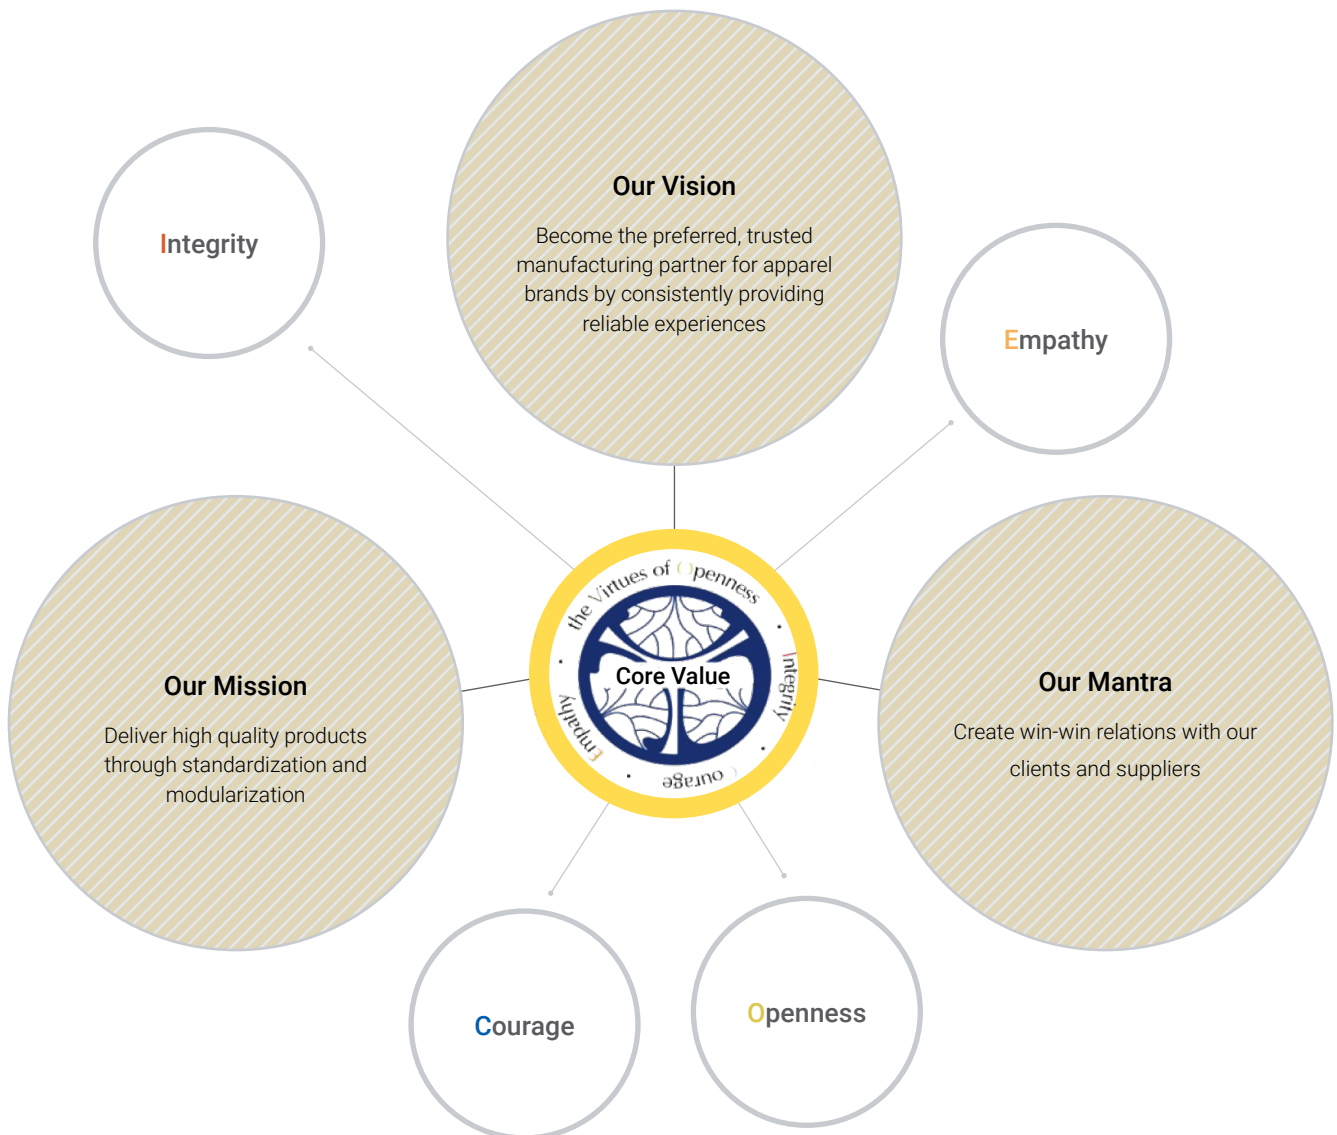 Our Vision
Become the preferred, trusted
manufacturing partner for apparel
brands by consistently providing
reliable experiences
Integrity
Empathy
the Virtues of Openness
Integrity
Courage
Empathy
Core Value
Our Mission
Deliver high quality products
through standardization and
modularization
Our Mantra
Create win-win relations with our
clients and suppliers
Courage
Openness